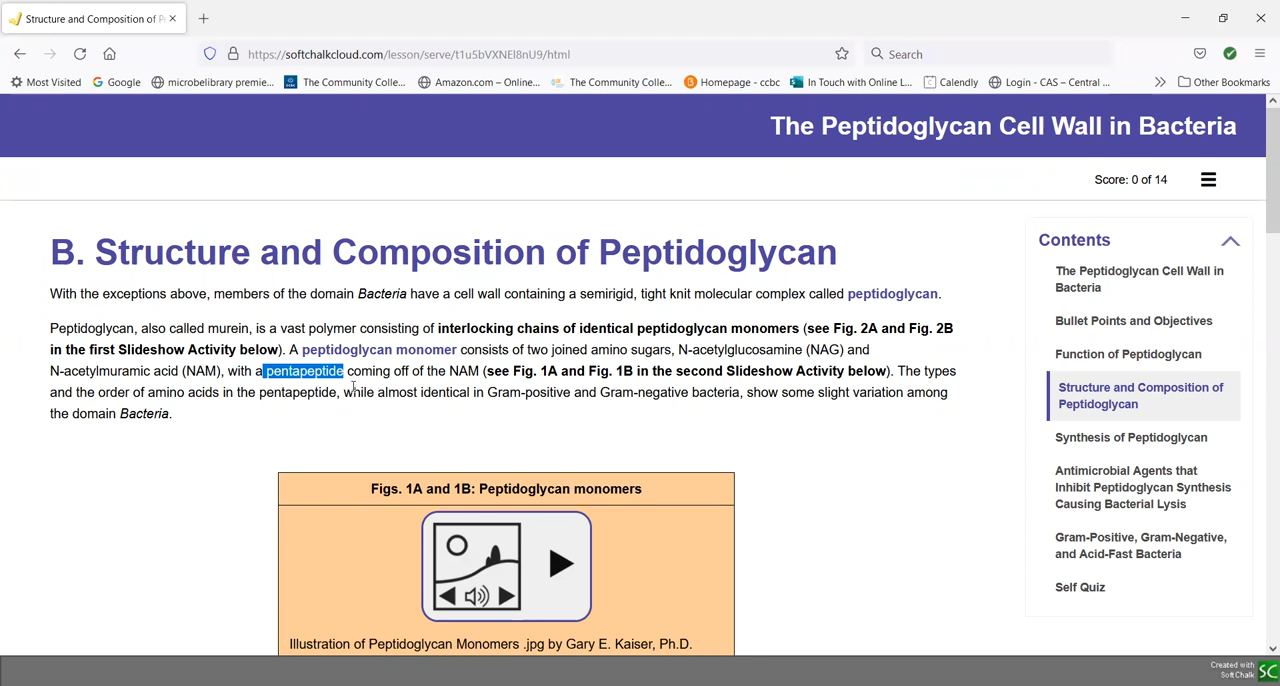 Structure and Composition of P
https://softchalkcloud.com/lesson/serve/t1u5bVXNEl8nU9/html
Search
Most Visited
Google
microbelibrary premie...
The Community Colle...
Amazon.com – Online...
The Community Colle...
Homepage - ccbc
In Touch with Online L...
Calendly
Login - CAS – Central ...
Other Bookmarks
The Peptidoglycan Cell Wall in Bacteria
Score: 0 of 14
B. Structure and Composition of Peptidoglycan
With the exceptions above, members of the domain Bacteria have a cell wall containing a semirigid, tight knit molecular complex called peptidoglycan.
Peptidoglycan, also called murein, is a vast polymer consisting of interlocking chains of identical peptidoglycan monomers (see Fig. 2A and Fig. 2B
in the first Slideshow Activity below). A peptidoglycan monomer consists of two joined amino sugars, N-acetylglucosamine (NAG) and
N-acetylmuramic acid (NAM), with a pentapeptide coming off of the NAM (see Fig. 1A and Fig. 1B in the second Slideshow Activity below). The types
and the order of amino acids in the pentapeptide, while almost identical in Gram-positive and Gram-negative bacteria, show some slight variation among
the domain Bacteria.
Figs. 1A and 1B: Peptidoglycan monomers
Illustration of Peptidoglycan Monomers .jpg by Gary E. Kaiser, Ph.D.
Contents
The Peptidoglycan Cell Wall in
Bacteria
Bullet Points and Objectives
Function of Peptidoglycan
Structure and Composition of
Peptidoglycan
Synthesis of Peptidoglycan
Antimicrobial Agents that
Inhibit Peptidoglycan Synthesis
Causing Bacterial Lysis
Gram-Positive, Gram-Negative,
and Acid-Fast Bacteria
Self Quiz
Created with
SoftChalk
SC